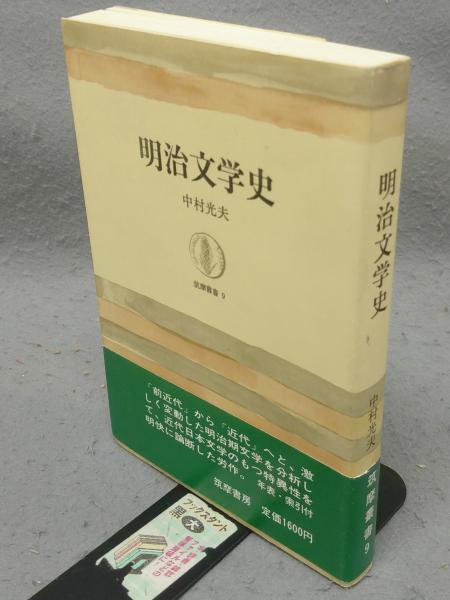 明治文学史
中村光夫
筑摩叢書 9
「前近代」から「近代」へと、激
しく変動した明治期文学を分析し
て、近代日本文学のもつ特異性を
明快に論断した労作。
年表・索引付
筑摩書房
定価1600円
明治文学史
中村光夫
筑摩叢書 9
ブックスタンド
黒 大